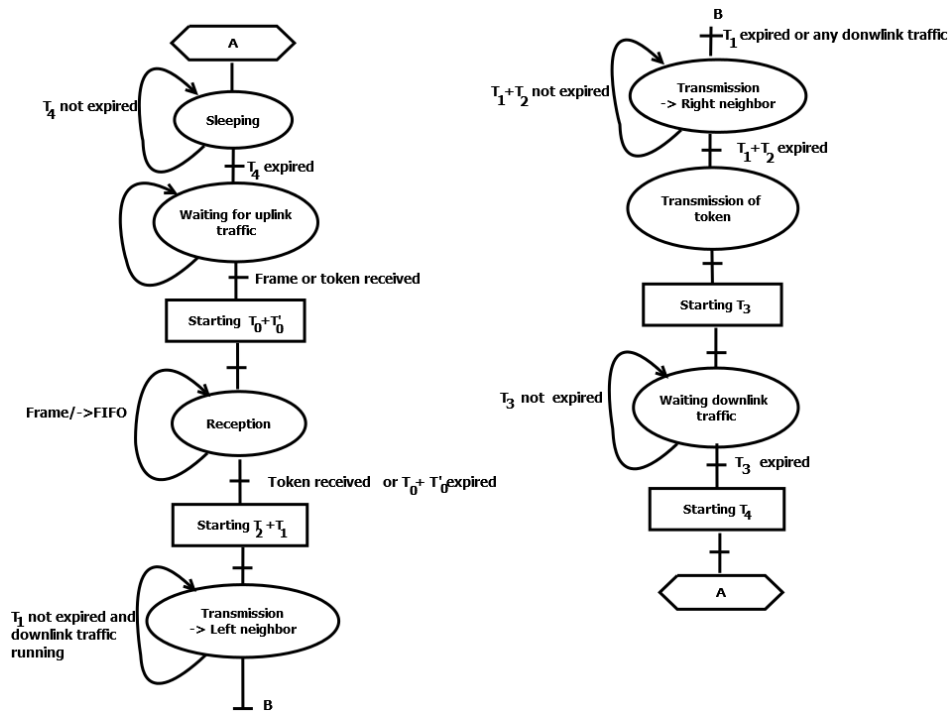 A
T4 not expired
Sleeping
T4 expired
Waiting for uplink
traffic
Frame or token received
Starting T0+T'0
Frame/->FIFO
Reception
Token received or T0+ T'0 expired
Starting T2+T1
T1 not expired and
downlink traffic
running
Transmission
-> Left neighbor
B
B
T1 expired or any donwlink traffic
T1+T2 not expired
Transmission
-> Right neighbor
T1+T2 expired
Transmission of
token
Starting T3
T3 not expired
Waiting downlink
traffic
T3 expired
Starting T4
A